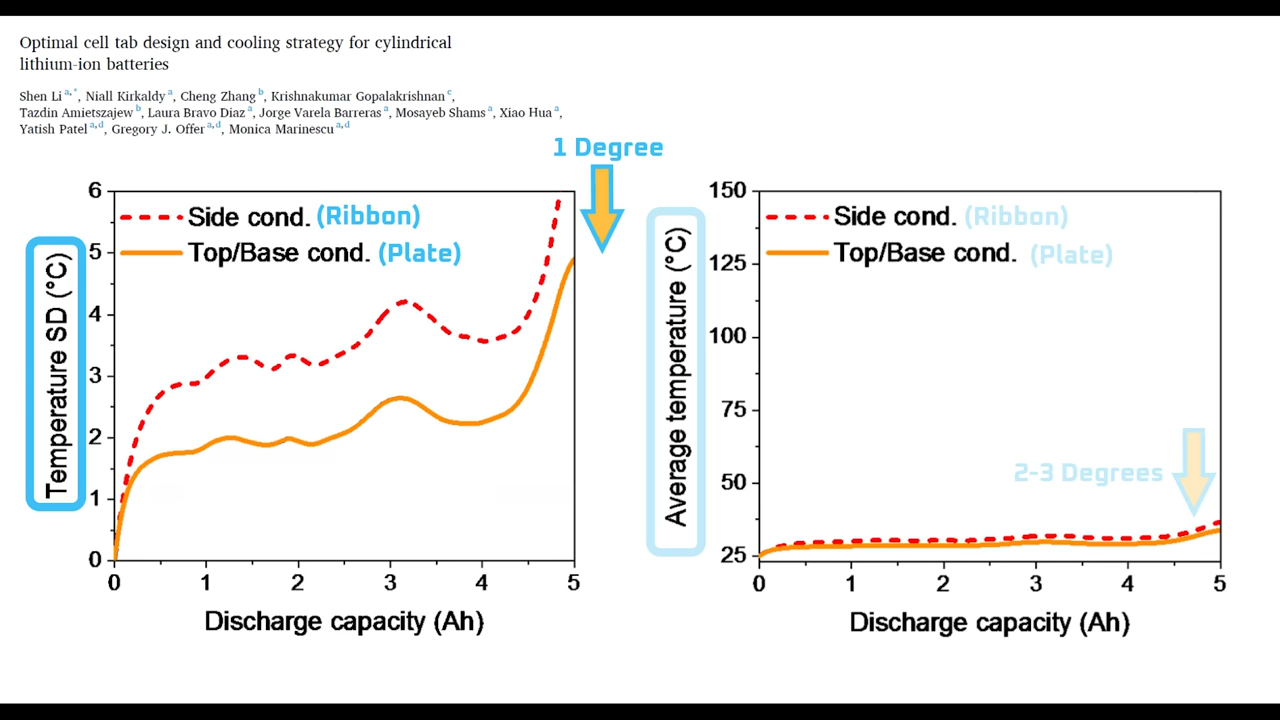 Optimal cell tab design and cooling strategy for cylindrical
lithium-ion batteries
Shen Li a,*, Niall Kirkaldy a, Cheng Zhang b, Krishnakumar Gopalakrishnan c,
Tazdin Amietszajew b, Laura Bravo Diaz a, Jorge Varela Barreras a, Mosayeb Shams a, Xiao Hua a,
Yatish Patel a,d, Gregory J. Offer a,d, Monica Marinescu a,d
1 Degree
Temperature SD (°C)
6
5
4
3
2
1
0
Side cond. (Ribbon)
Top/Base cond. (Plate)
0 1 2 3 4 5
Discharge capacity (Ah)
Average temperature (°C)
150
125
100
75
50
25
Side cond. (Ribbon)
Top/Base cond. (Plate)
2-3 Degrees
0 1 2 3 4 5
Discharge capacity (Ah)